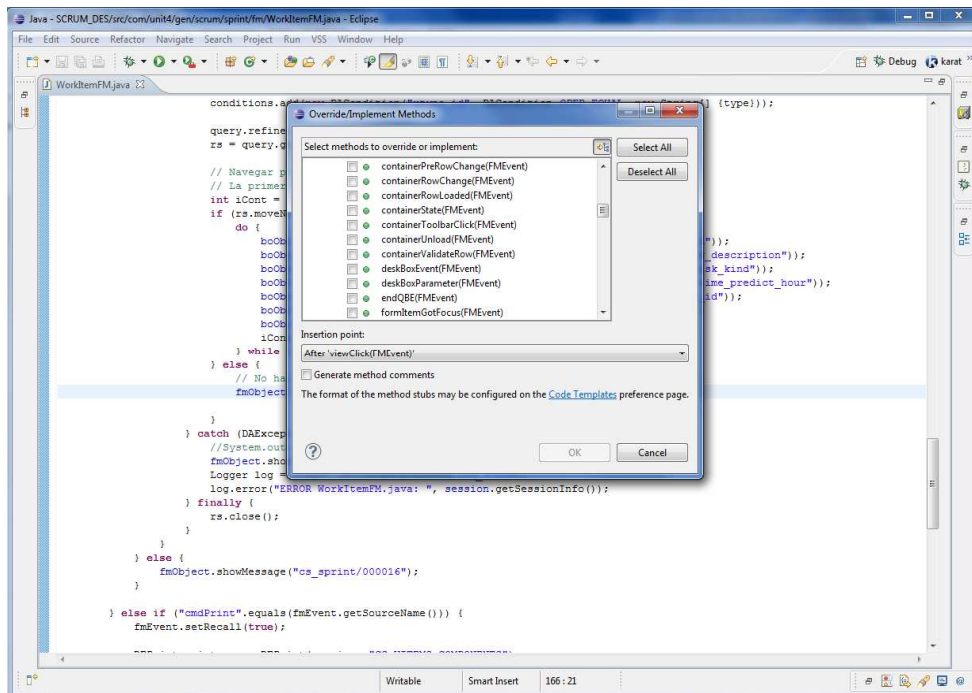 Java - SCRUM_DES/src/com/unit4/gen/scrum/sprint/fm/WorkItemFM.java - Eclipse
File Edit Source Refactor Navigate Search Project Run VSS Window Help
Debug karat
WorkItemFM.java
{type}));
query.refine
rs = query.g
// Navegar p
// La primer
int iCont =
if (rs.moveN
do {
boOb "));
boOb _description"));
boOb sk_kind"));
boOb ime_predict_hour"));
boOb id"));
boOb
boOb
iCon
} while
} else {
// No ha
fmObject
}
} catch (DAExcep
//System.out
fmObject.sho
Logger log =
log.error("ERROR WorkItemFM.java: ", session.getSessionInfo());
} finally {
rs.close();
}
}
} else {
fmObject.showMessage("cs_sprint/000016");
}
} else if ("cmdPrint".equals(fmEvent.getSourceName())) {
fmEvent.setRecall(true);
Override/Implement Methods
Select methods to override or implement:
Select All
Deselect All
containerPreRowChange(FMEvent)
containerRowChange(FMEvent)
containerRowLoaded(FMEvent)
containerState(FMEvent)
containerToolbarClick(FMEvent)
containerUnload(FMEvent)
containerValidateRow(FMEvent)
deskBoxEvent(FMEvent)
deskBoxParameter(FMEvent)
endQBE(FMEvent)
formItemGotFocus(FMEvent)
Insertion point:
After 'viewClick(FMEvent)'
Generate method comments
The format of the method stubs may be configured on the Code Templates preference page.
OK Cancel
Writable Smart Insert 166 : 21